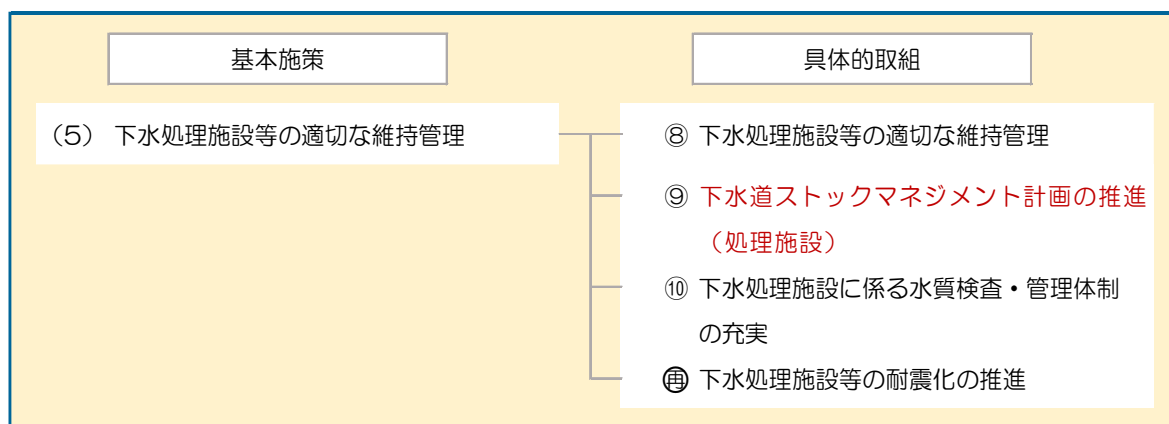 基本施策
具体的取組
（5） 下水処理施設等の適切な維持管理
⑧ 下水処理施設等の適切な維持管理
⑨ 下水道ストックマネジメント計画の推進
（処理施設）
⑩ 下水処理施設に係る水質検査・管理体制
の充実
㊢ 下水処理施設等の耐震化の推進